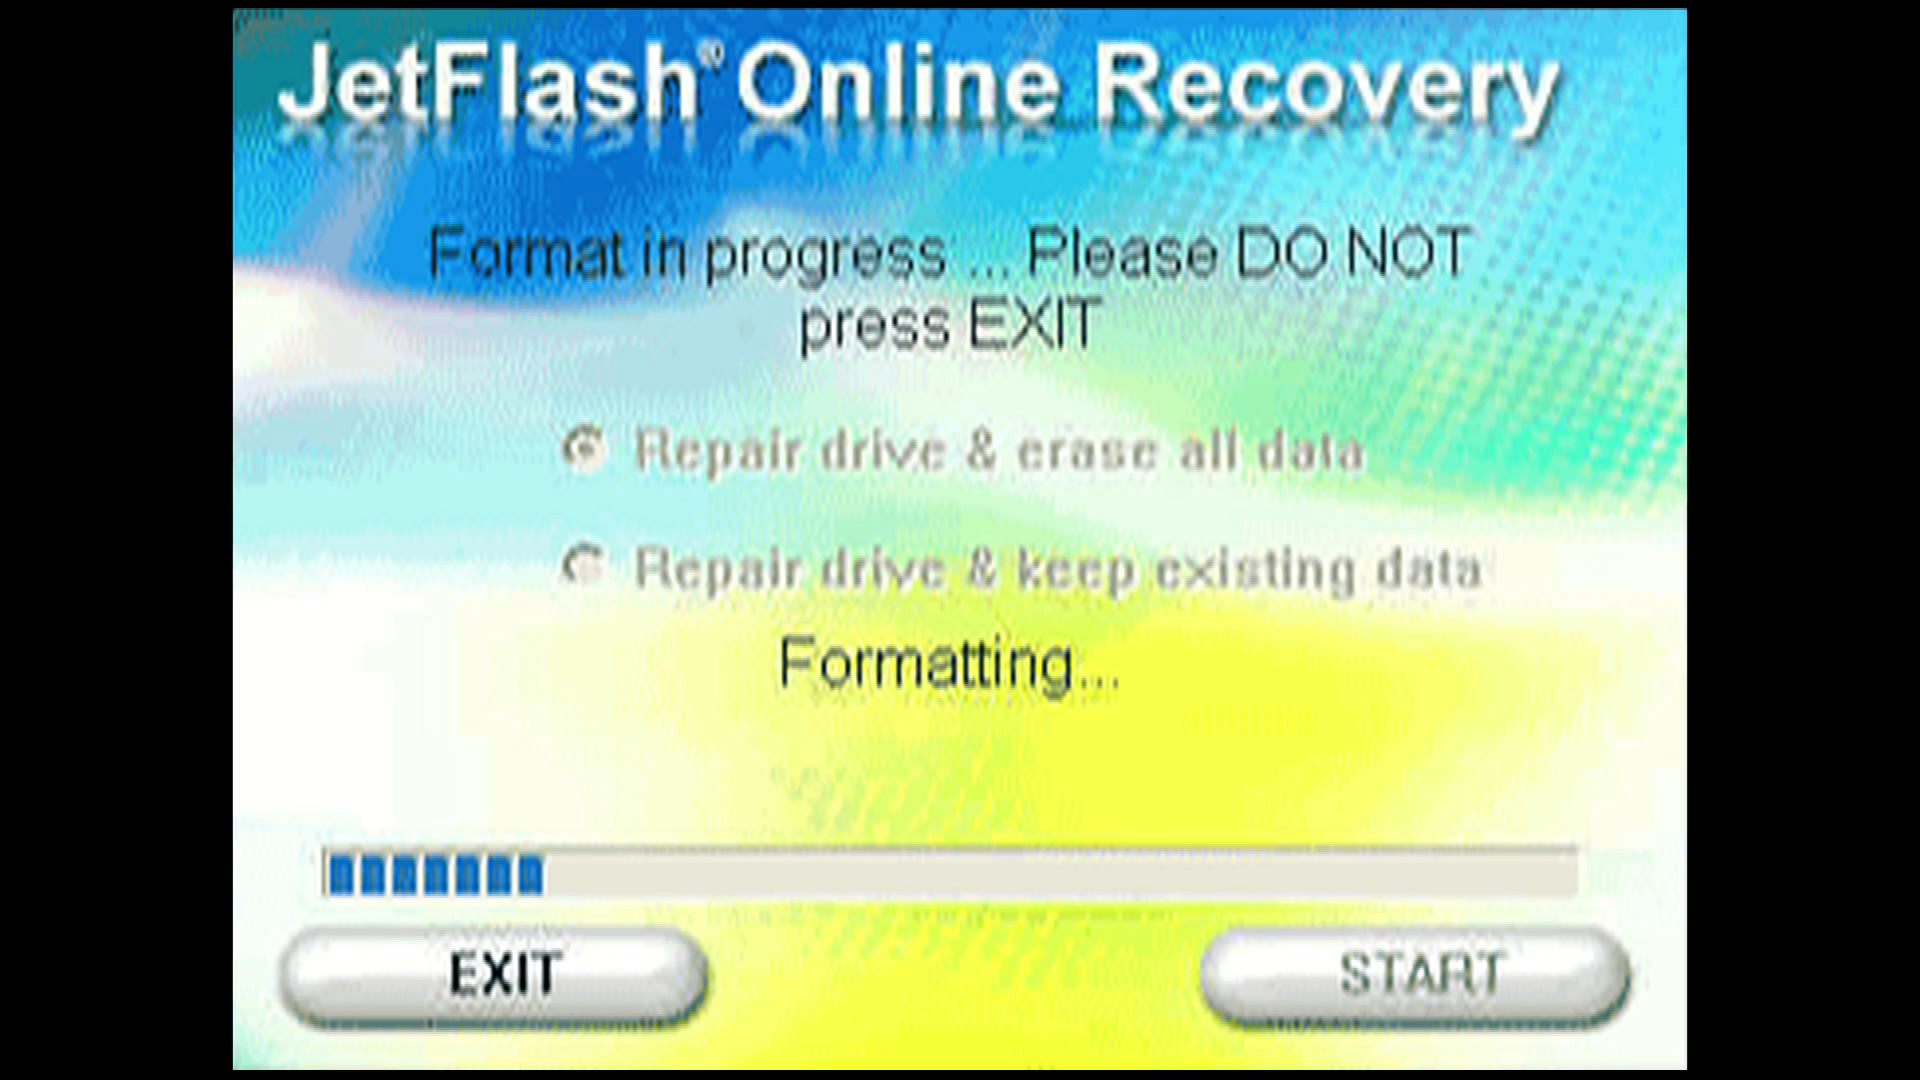 JetFlash® Online Recovery
Format in progress ... Please DO NOT
press EXIT
Repair drive & erase all data
Repair drive & keep existing data
Formatting...
EXIT
START